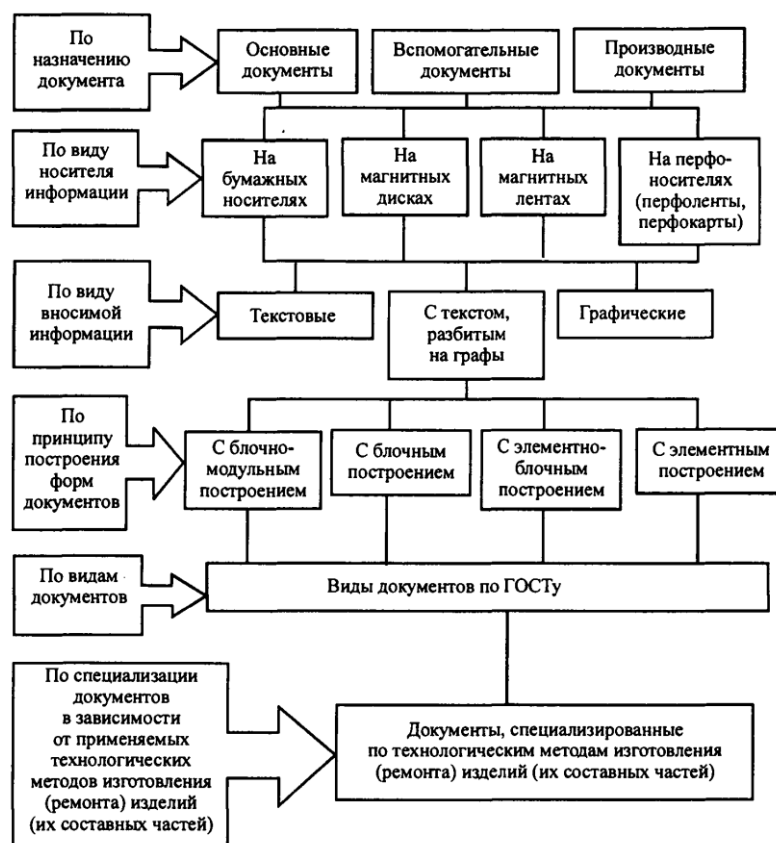 По
назначению
документа
Основные
документы
Вспомогательные
документы
Производные
документы
По виду
носителя
информации
На
бумажных
носителях
На
магнитных
дисках
На
магнитных
лентах
На перфо-
носителях
(перфоленты,
перфокарты)
По виду
вносимой
информации
Текстовые
С текстом,
разбитым
на графы
Графические
По
принципу
построения
форм
документов
С блочно-
модульным
построением
С блочным
построением
С элементно-
блочным
построением
С элементным
построением
По видам
документов
Виды документов по ГОСТу
По специализации
документов
в зависимости
от применяемых
технологических
методов изготовления
(ремонта) изделий
(их составных частей)
Документы, специализированные
по технологическим методам изготовления
(ремонта) изделий (их составных частей)